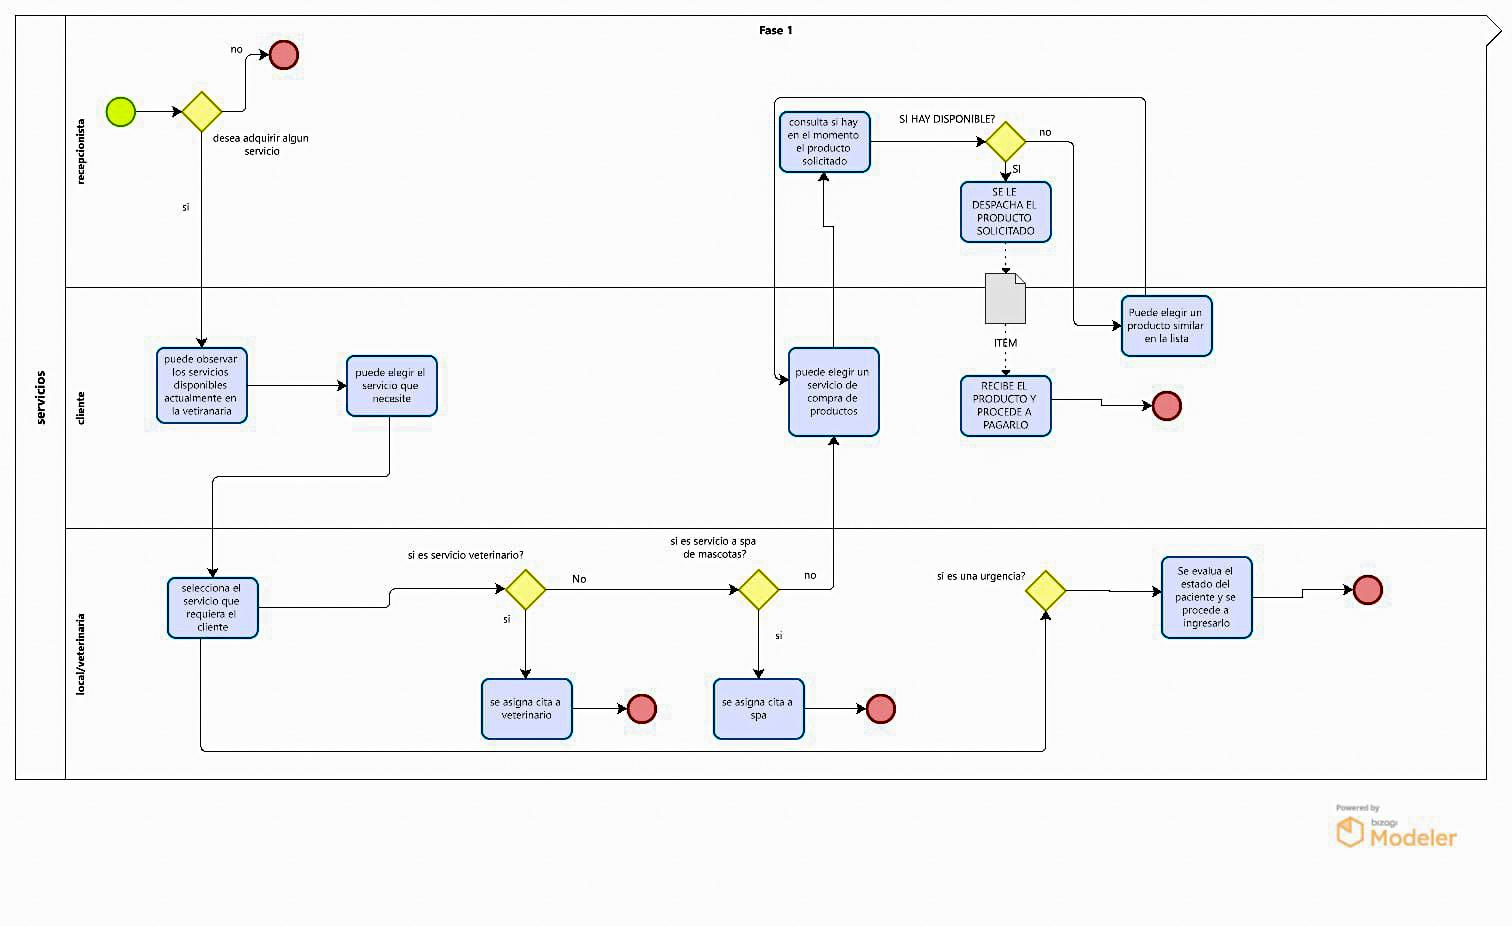 Fase 1
servicios
recepcionista
no
desea adquirir algun
servicio
si
consulta si hay
en el momento
el producto
solicitado
SI HAY DISPONIBLE?
no
SI
SE LE
DESPACHA EL
PRODUCTO
SOLICITADO
cliente
puede observar
los servicios
disponibles
actualmente en
la vetiranaria
puede elegir el
servicio que
necesite
puede elegir un
servicio de
compra de
productos
ITEM
RECIBE EL
PRODUCTO Y
PROCEDE A
PAGARLO
Puede elegir un
producto similar
en la lista
local/veterinaria
selecciona el
servicio que
requiera el
cliente
si es servicio veterinario?
No
si
se asigna cita a
veterinario
si es servicio a spa
de mascotas?
no
si
se asigna cita a
spa
si es una urgencia?
Se evalua el
estado del
paciente y se
procede a
ingresarlo
Powered by
bizagi
Modeler